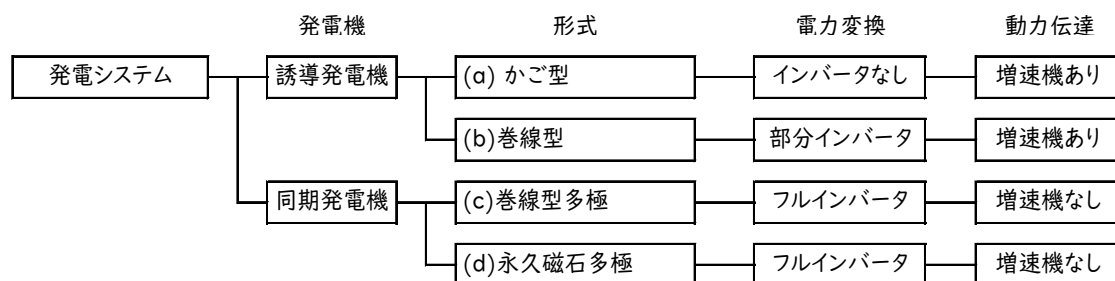 発電機 形式 電力変換 動力伝達
発電システム 誘導発電機 (a) かご型 インバータなし 増速機あり
(b)巻線型 部分インバータ 増速機あり
同期発電機 (c)巻線型多極 フルインバータ 増速機なし
(d)永久磁石多極 フルインバータ 増速機なし